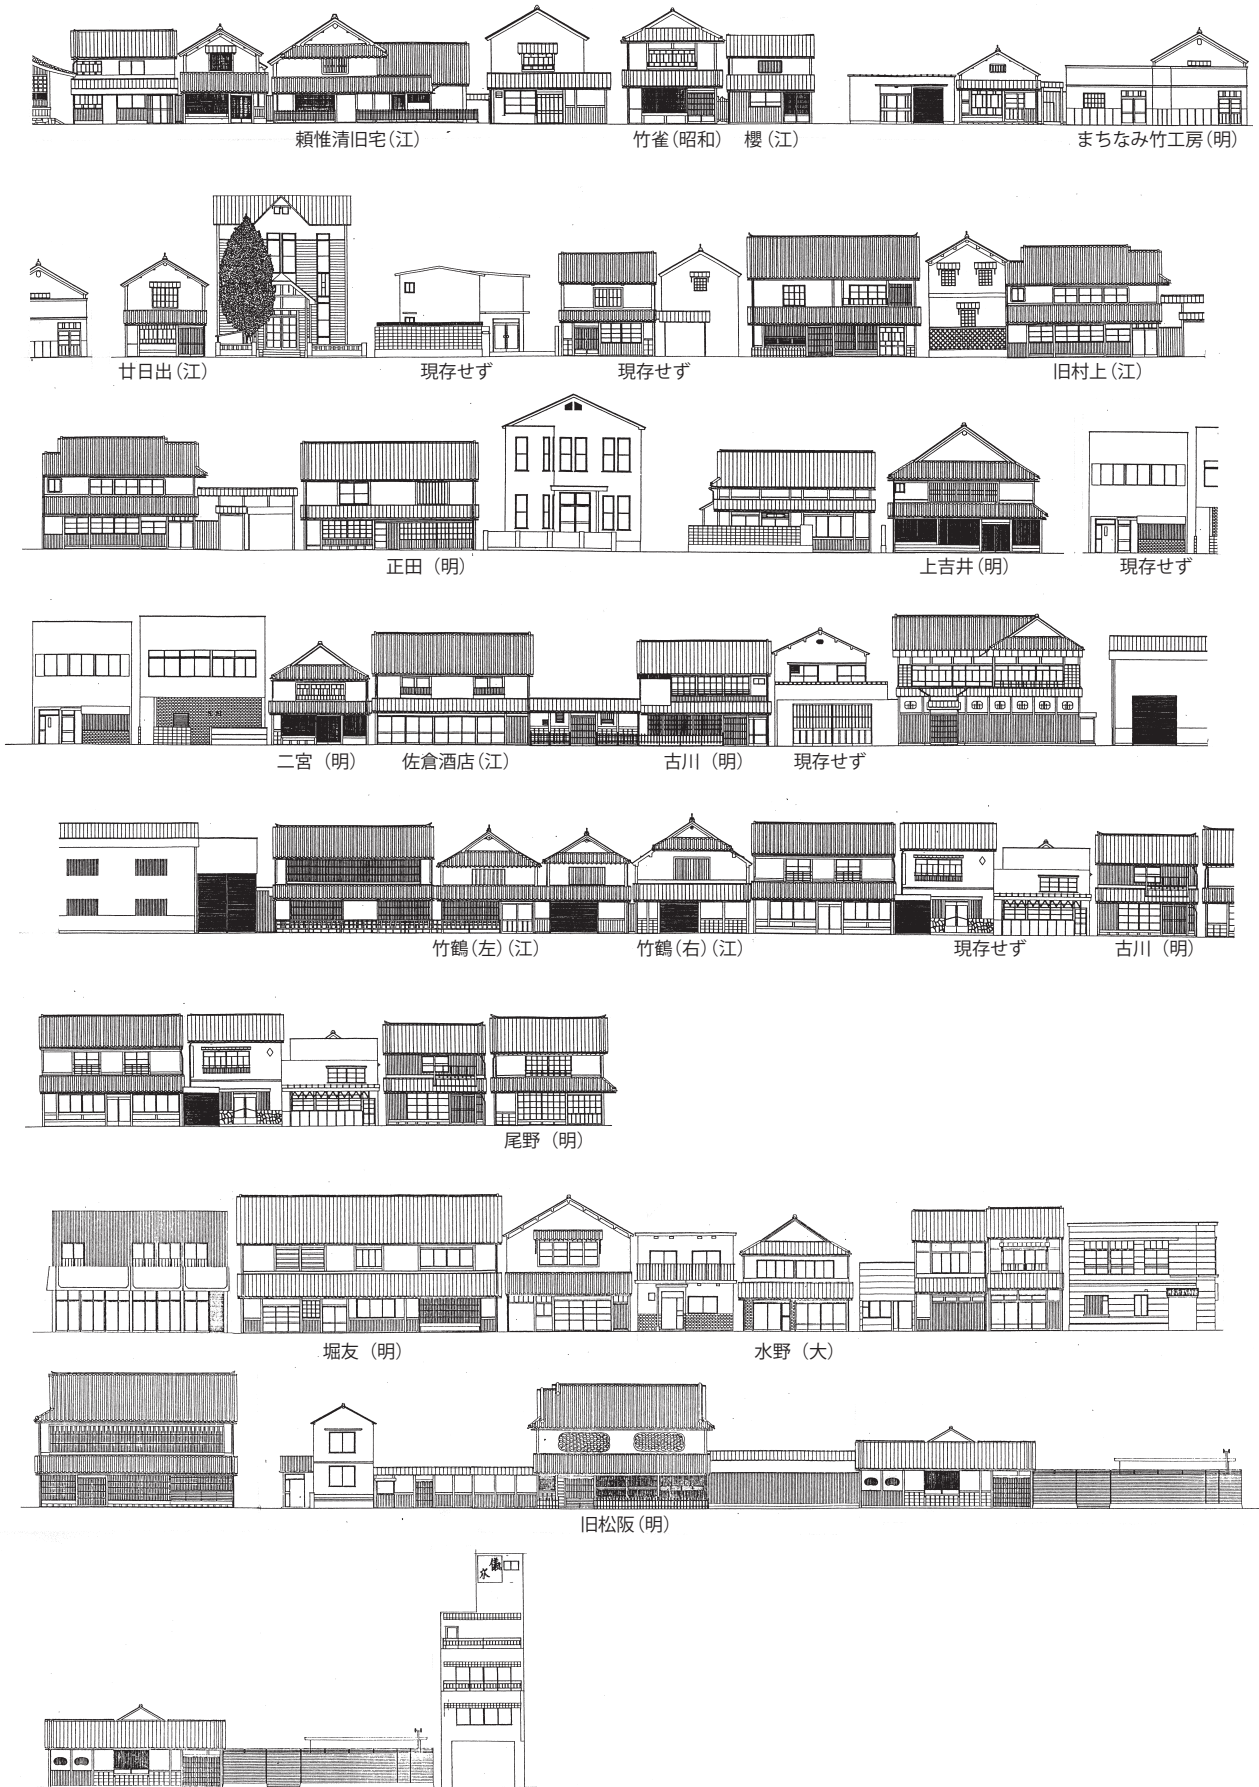 頼惟清旧宅（江）
竹雀（昭和）
櫻（江）
まちなみ竹工房（明）
廿日出（江）
現存せず
現存せず
旧村上（江）
正田（明）
上吉井（明）
現存せず
二宮（明）
佐倉酒店（江）
古川（明）
現存せず
竹鶴（左）（江）
竹鶴（右）（江）
現存せず
古川（明）
尾野（明）
堀友（明）
水野（大）
旧松阪（明）